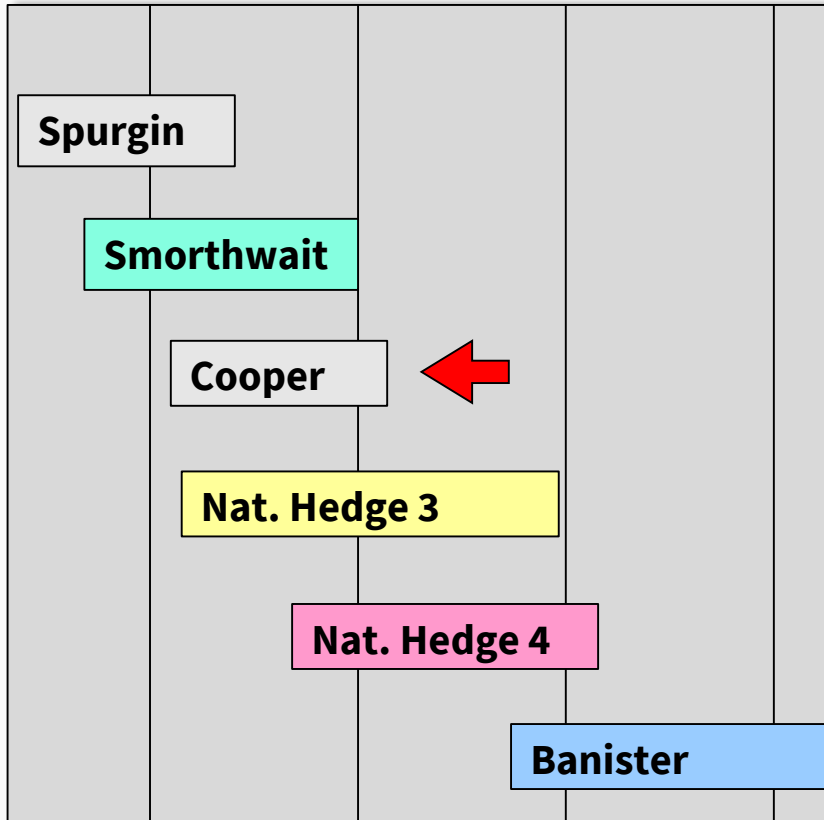 Spurgin
Smorthwait
Cooper
Nat. Hedge 3
Nat. Hedge 4
Banister